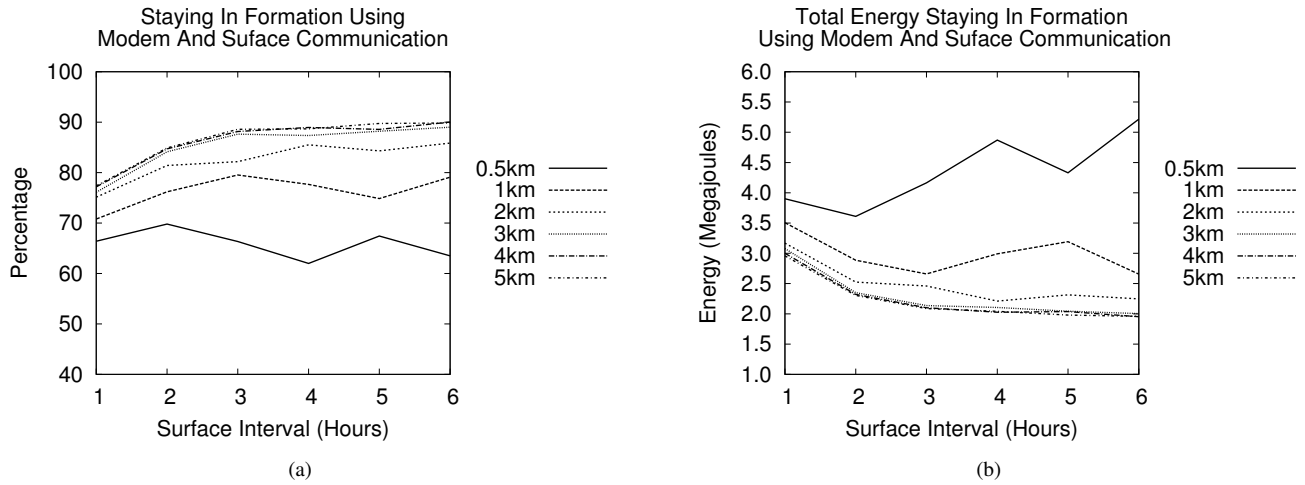 Staying In Formation Using
Modem And Suface Communication
100
90
80
70
60
50
40
Percentage
1 2 3 4 5 6
Surface Interval (Hours)
0.5km
1km
2km
3km
4km
5km
(a)
Total Energy Staying In Formation
Using Modem And Suface Communication
6.0
5.5
5.0
4.5
4.0
3.5
3.0
2.5
2.0
1.5
1.0
Energy (Megajoules)
1 2 3 4 5 6
Surface Interval (Hours)
0.5km
1km
2km
3km
4km
5km
(b)